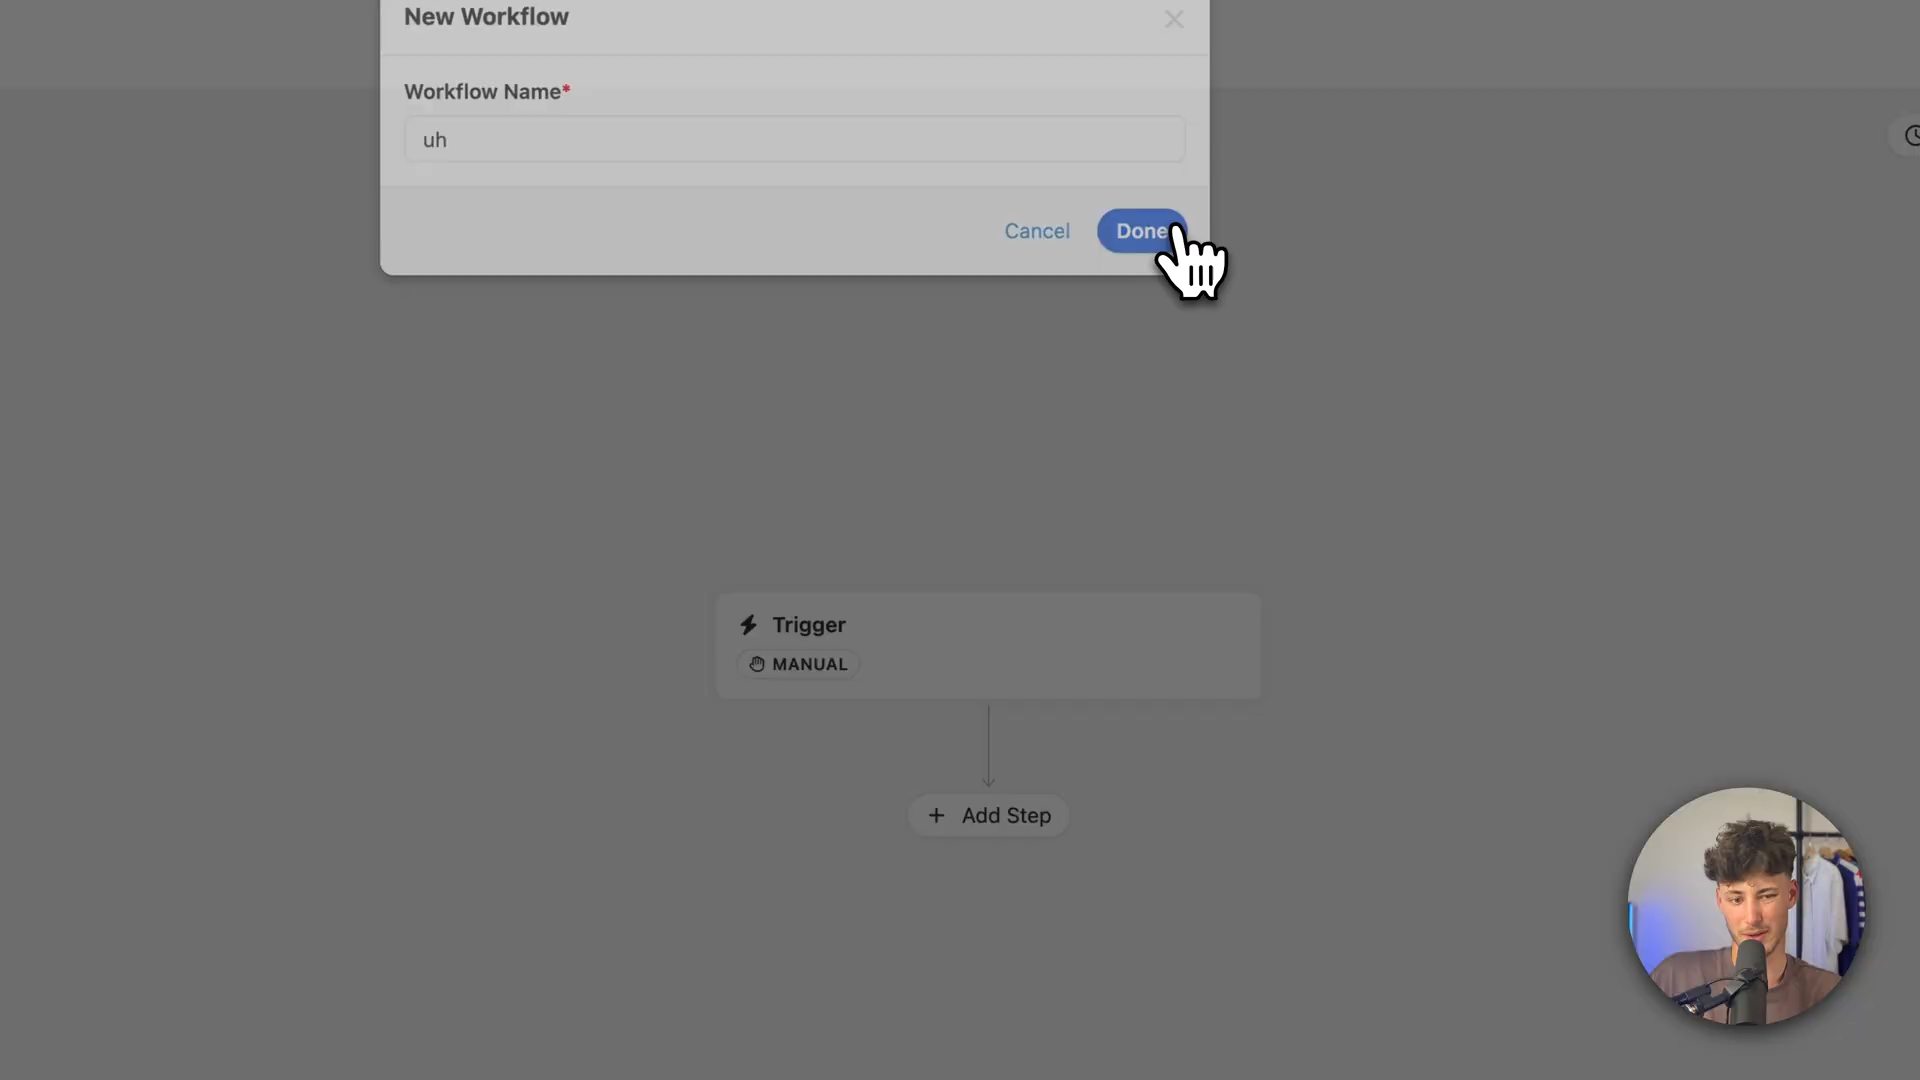 New Workflow
Workflow Name*
uh
Cancel
Done
Trigger
MANUAL
+ Add Step